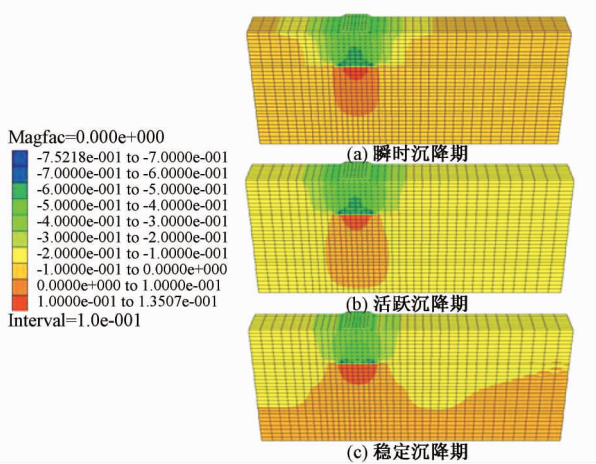 (a) 瞬时沉降期
Magfac=0.000e+000
-7.5218e-001 to -7.0000e-001
-7.0000e-001 to -6.0000e-001
-6.0000e-001 to -5.0000e-001
-5.0000e-001 to -4.0000e-001
-4.0000e-001 to -3.0000e-001
-3.0000e-001 to -2.0000e-001
-2.0000e-001 to -1.0000e-001
-1.0000e-001 to 0.0000e+000
0.0000e+000 to 1.0000e-001
1.0000e-001 to 1.3507e-001
Interval=1.0e-001
(b) 活跃沉降期
(c) 稳定沉降期